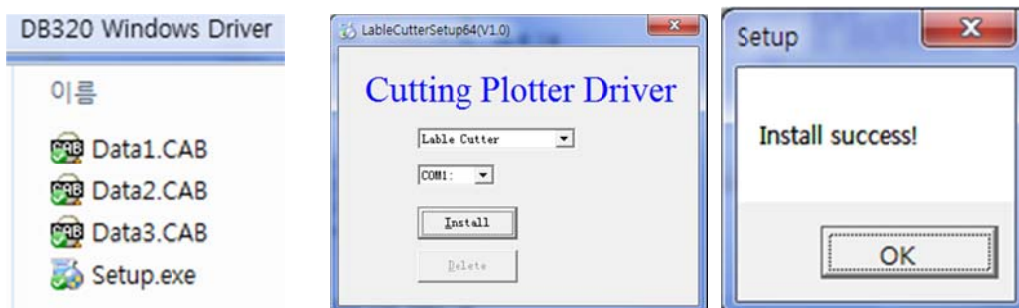 DB320 Windows Driver
이름
Data1.CAB
Data2.CAB
Data3.CAB
Setup.exe
LableCutterSetup64(V1.0)
Cutting Plotter Driver
Lable Cutter
COM1:
Install
Delete
Setup
Install success!
OK